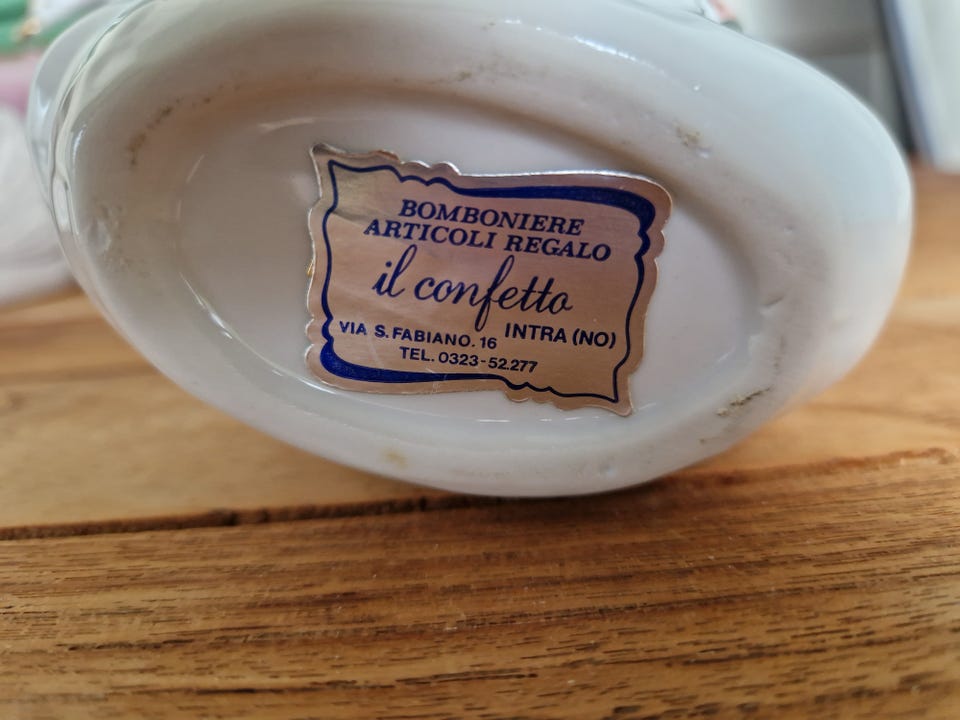 BOMBONIERE
ARTICOLI REGALO
il confetto
VIA S. FABIANO. 16 INTRA (NO)
TEL. 0323-52.277